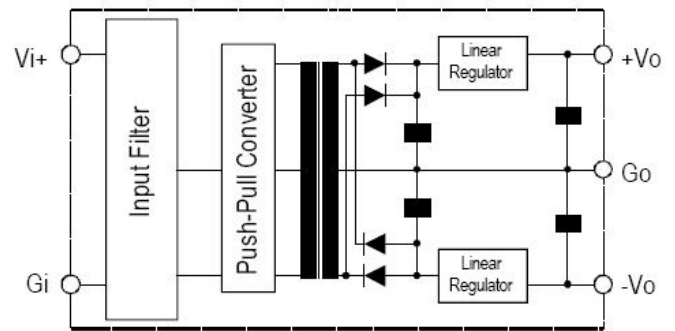 Vi+
Input Filter
Push-Pull Converter
Linear
Regulator
+Vo
Go
Gi
Linear
Regulator
-Vo